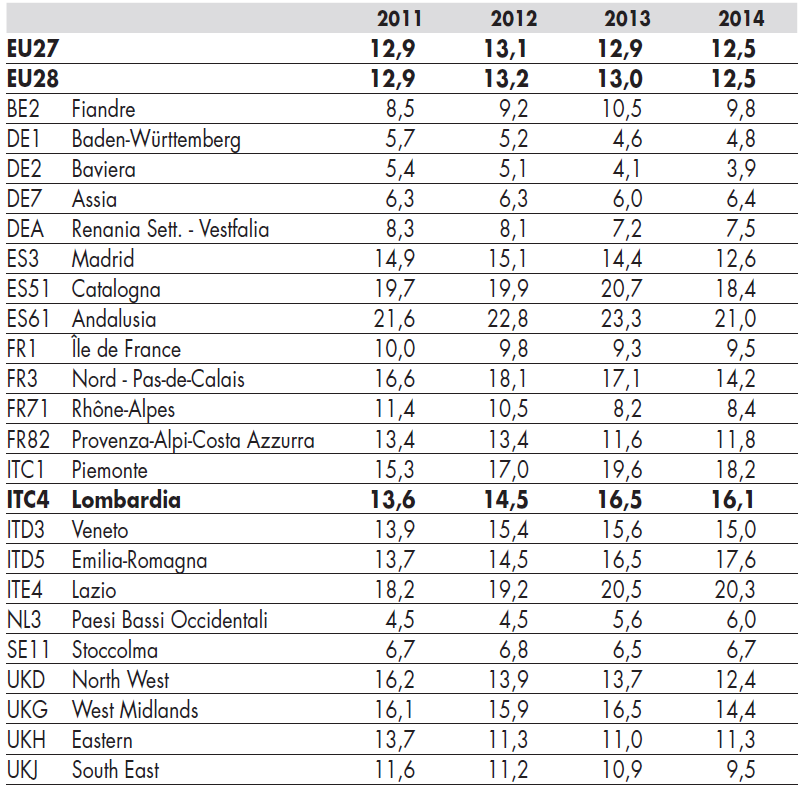 2011 2012 2013 2014
EU27 12,9 13,1 12,9 12,5
EU28 12,9 13,2 13,0 12,5
BE2 Fiandre 8,5 9,2 10,5 9,8
DE1 Baden-Württemberg 5,7 5,2 4,6 4,8
DE2 Baviera 5,4 5,1 4,1 3,9
DE7 Assia 6,3 6,3 6,0 6,4
DEA Renania Sett. - Vestfalia 8,3 8,1 7,2 7,5
ES3 Madrid 14,9 15,1 14,4 12,6
ES51 Catalogna 19,7 19,9 20,7 18,4
ES61 Andalusia 21,6 22,8 23,3 21,0
FR1 Île de France 10,0 9,8 9,3 9,5
FR3 Nord - Pas-de-Calais 16,6 18,1 17,1 14,2
FR71 Rhône-Alpes 11,4 10,5 8,2 8,4
FR82 Provenza-Alpi-Costa Azzurra 13,4 13,4 11,6 11,8
ITC1 Piemonte 15,3 17,0 19,6 18,2
ITC4 Lombardia 13,6 14,5 16,5 16,1
ITD3 Veneto 13,9 15,4 15,6 15,0
ITD5 Emilia-Romagna 13,7 14,5 16,5 17,6
ITE4 Lazio 18,2 19,2 20,5 20,3
NL3 Paesi Bassi Occidentali 4,5 4,5 5,6 6,0
SE11 Stoccolma 6,7 6,8 6,5 6,7
UKD North West 16,2 13,9 13,7 12,4
UKG West Midlands 16,1 15,9 16,5 14,4
UKH Eastern 13,7 11,3 11,0 11,3
UKJ South East 11,6 11,2 10,9 9,5